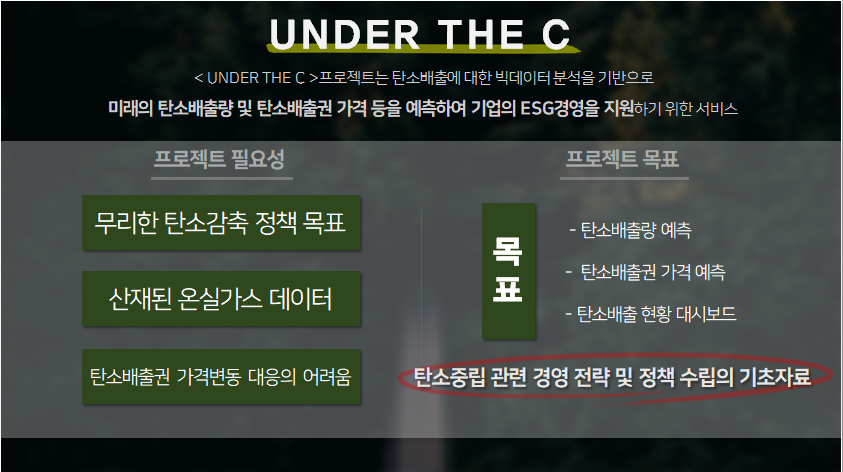 UNDER THE C
< UNDER THE C >프로젝트는 탄소배출에 대한 빅데이터 분석을 기반으로
미래의 탄소배출량 및 탄소배출권 가격 등을 예측하여 기업의 ESG경영을 지원하기 위한 서비스
프로젝트 필요성
무리한 탄소감축 정책 목표
산재된 온실가스 데이터
탄소배출권 가격변동 대응의 어려움
프로젝트 목표
목
표
- 탄소배출량 예측
- 탄소배출권 가격 예측
- 탄소배출 현황 대시보드
탄소중립 관련 경영 전략 및 정책 수립의 기초자료